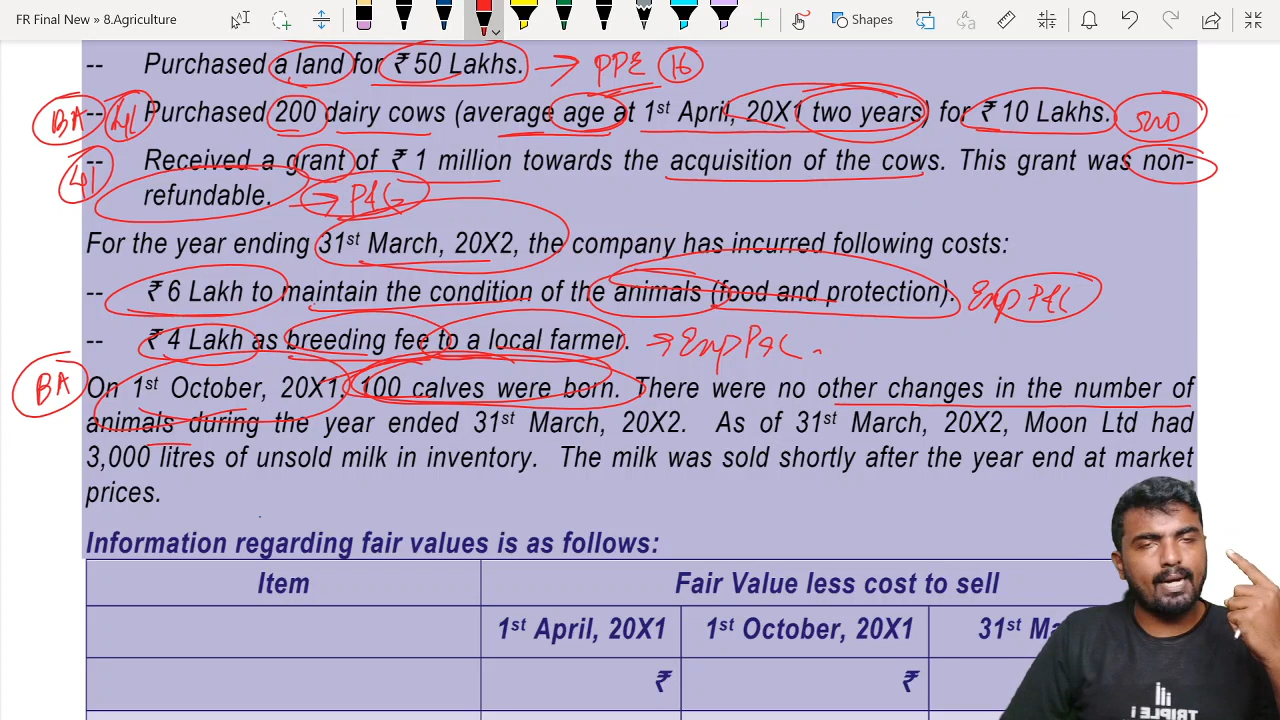 FR Final New » 8.Agriculture
Shapes
-- Purchased a land for ₹ 50 Lakhs. → PPE 16
BA 41 -- Purchased 200 dairy cows (average age at 1st April, 20X1 two years) for ₹ 10 Lakhs.
41 -- Received a grant of ₹ 1 million towards the acquisition of the cows. This grant was non-
refundable. → P&L
For the year ending 31st March, 20X2, the company has incurred following costs:
-- ₹ 6 Lakh to maintain the condition of the animals (food and protection). Exp P&L
-- ₹ 4 Lakh as breeding fee to a local farmer. → Exp P&L.
BA On 1st October, 20X1, 100 calves were born. There were no other changes in the number of
animals during the year ended 31st March, 20X2. As of 31st March, 20X2, Moon Ltd had
3,000 litres of unsold milk in inventory. The milk was sold shortly after the year end at market
prices.
Information regarding fair values is as follows:
Item Fair Value less cost to sell
1st April, 20X1 1st October, 20X1 31st
₹ ₹
TRIPLE i